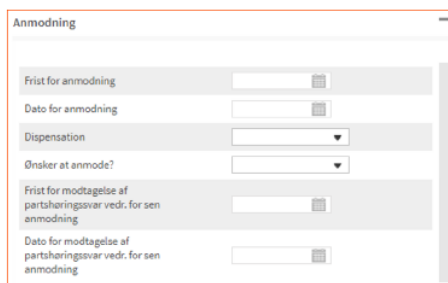 Anmodning
Frist for anmodning
Dato for anmodning
Dispensation
Ønsker at anmode?
Frist for modtagelse af
partshøringssvar vedr. for sen
anmodning
Dato for modtagelse af
partshøringssvar vedr. for sen
anmodning